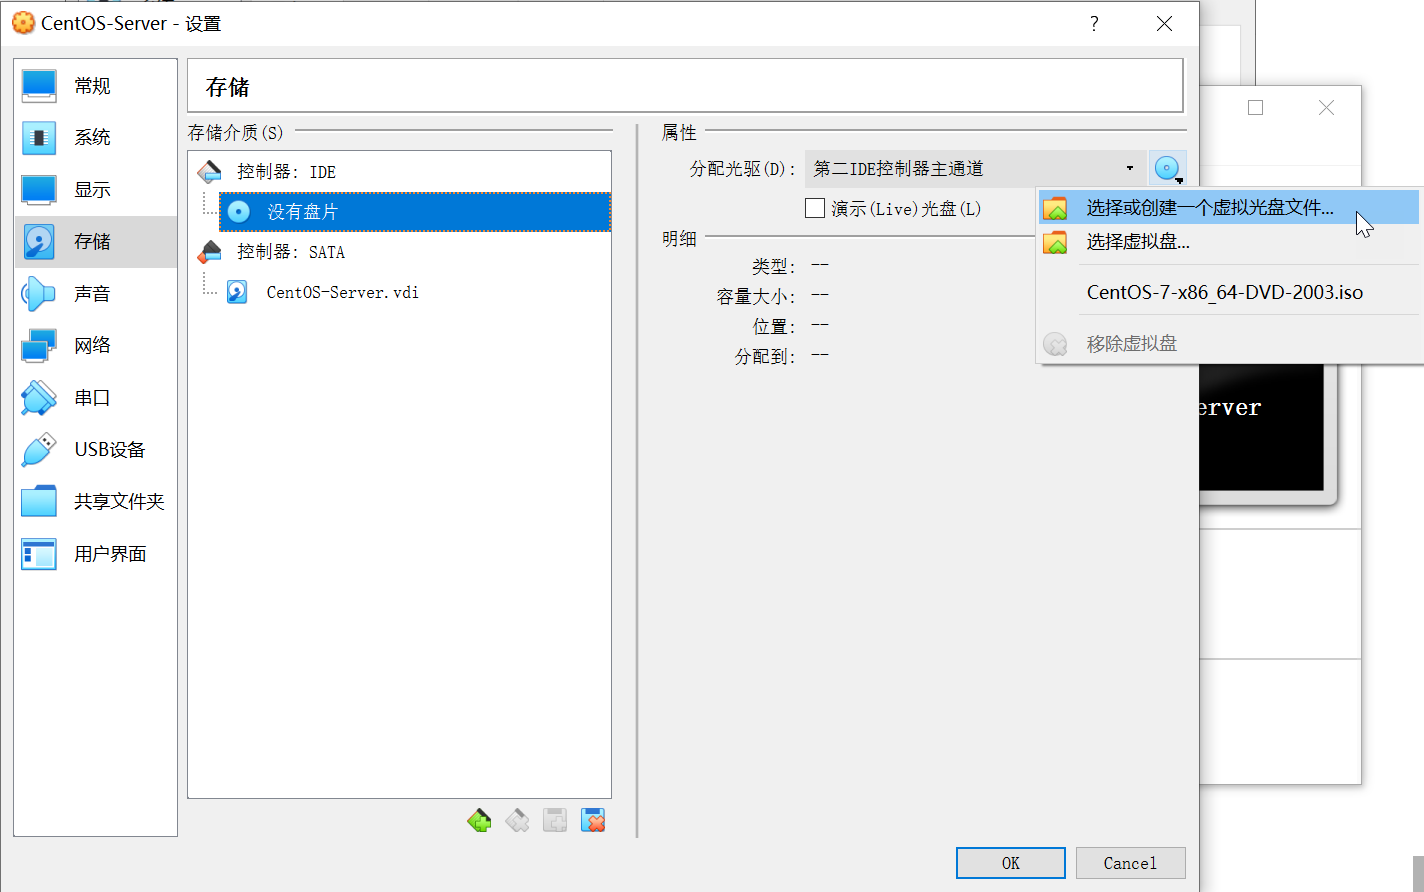 CentOS-Server - 设置
?
常规
系统
显示
存储
声音
网络
串口
USB设备
共享文件夹
用户界面
存储
存储介质(S)
控制器: IDE
没有盘片
控制器: SATA
CentOS-Server.vdi
属性
分配光驱(D):
第二IDE控制器主通道
演示(Live)光盘(L)
明细
类型: --
容量大小: --
位置: --
分配到: --
选择或创建一个虚拟光盘文件...
选择虚拟盘...
CentOS-7-x86_64-DVD-2003.iso
移除虚拟盘
erver
OK
Cancel